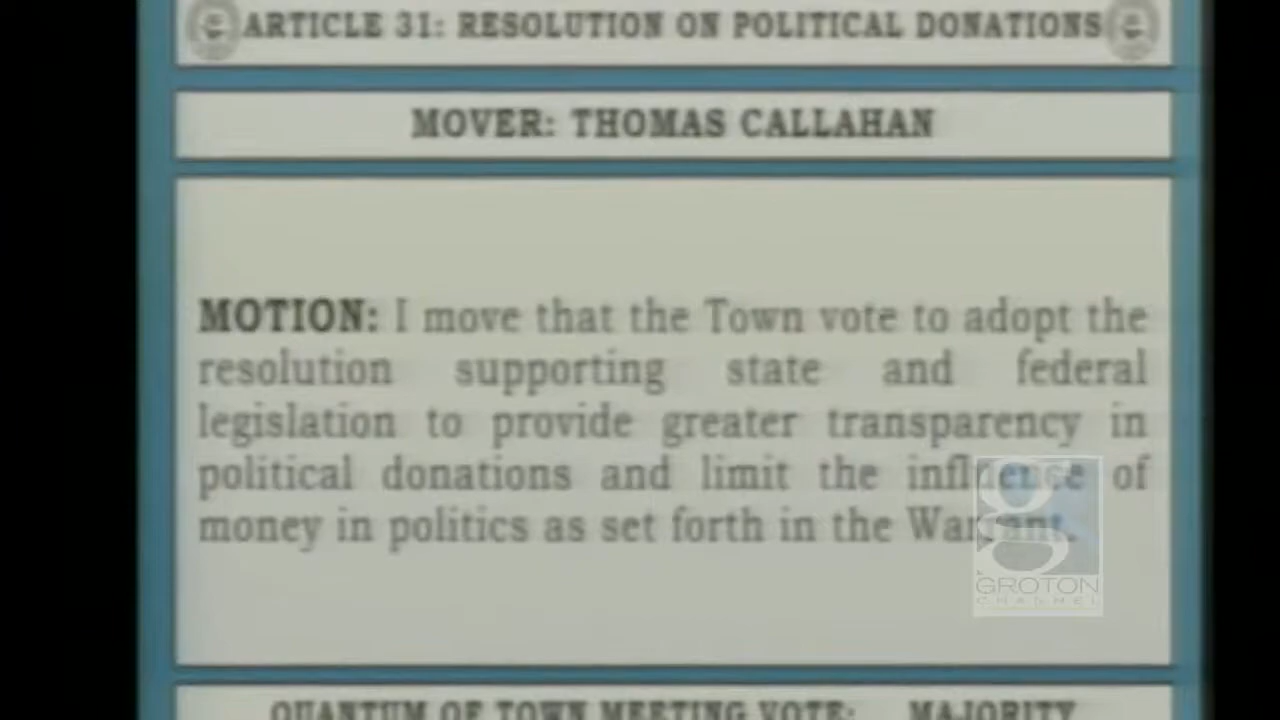 ARTICLE 31: RESOLUTION ON POLITICAL DONATIONS
MOVER: THOMAS CALLAHAN
MOTION: I move that the Town vote to adopt the
resolution supporting state and federal
legislation to provide greater transparency in
political donations and limit the influence of
money in politics as set forth in the Warrant.
g
GROTON
CHANNEL
QUANTUM OF TOWN MEETING VOTE: MAJORITY